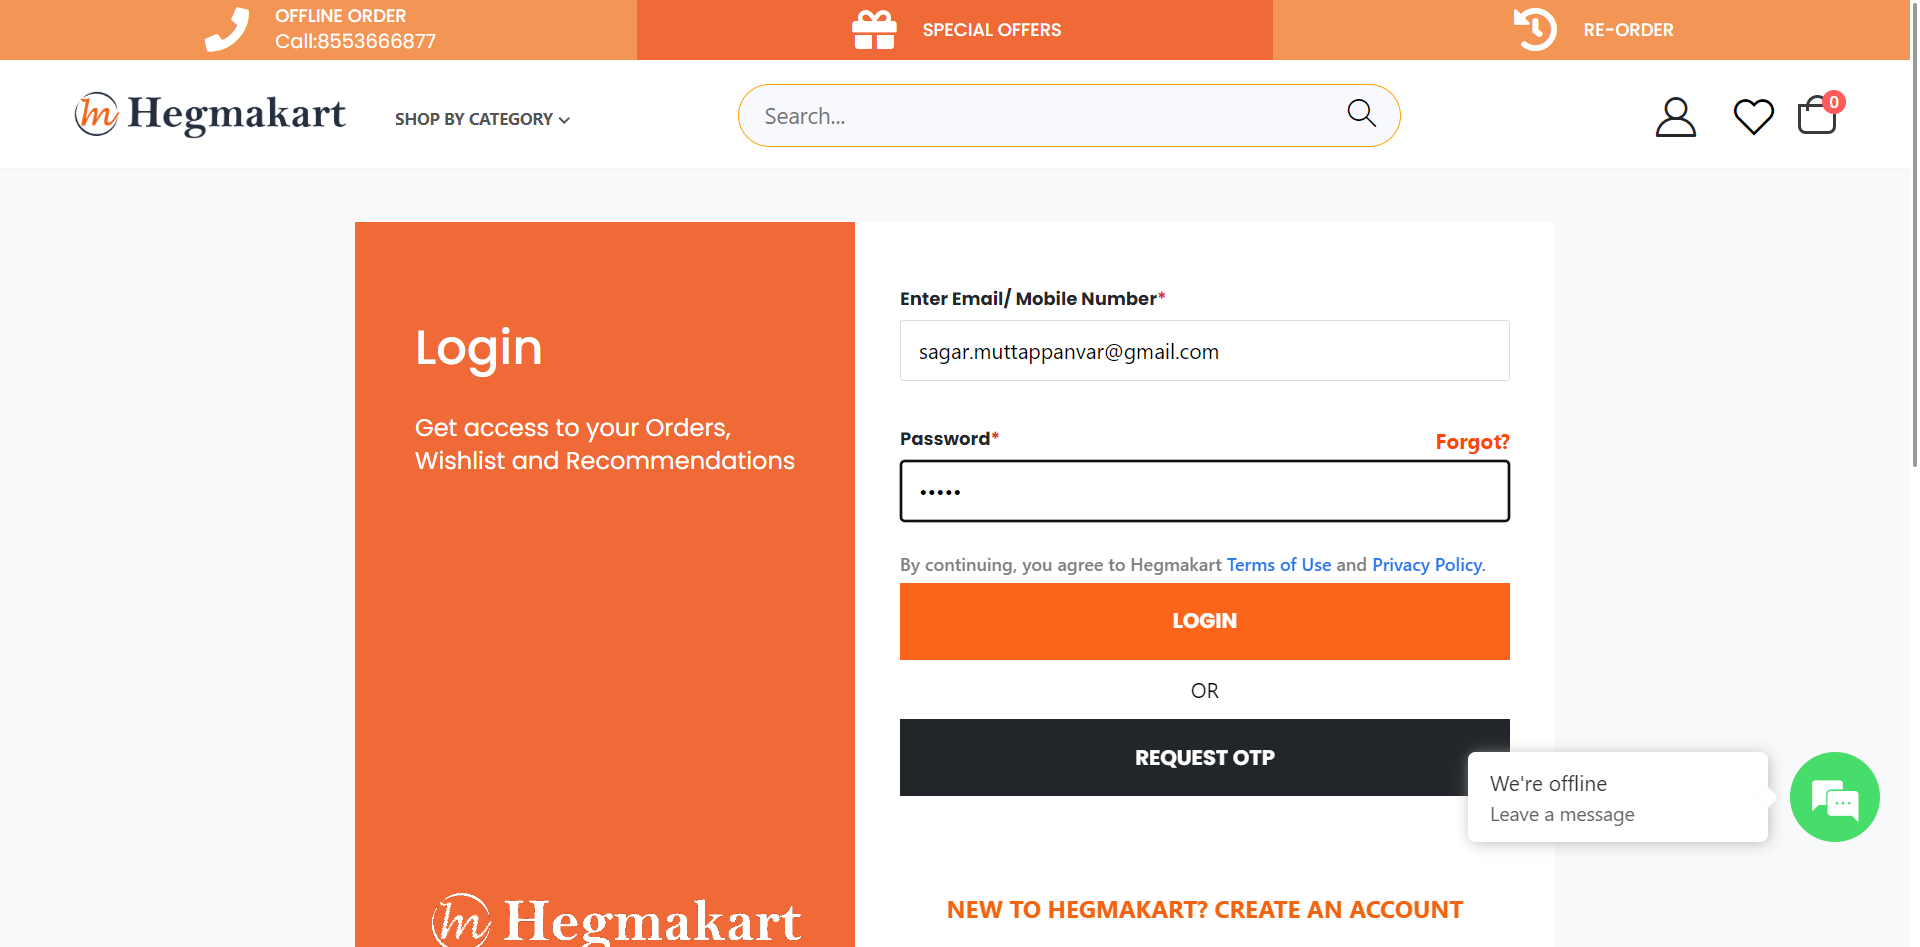 OFFLINE ORDER
Call:8553666877
SPECIAL OFFERS
RE-ORDER
Hegmakart
SHOP BY CATEGORY
Search...
0
Login
Get access to your Orders,
Wishlist and Recommendations
Enter Email/ Mobile Number*
sagar.muttappanvar@gmail.com
Password*
Forgot?
•••••
By continuing, you agree to Hegmakart Terms of Use and Privacy Policy.
LOGIN
OR
REQUEST OTP
We're offline
Leave a message
Hegmakart
NEW TO HEGMAKART? CREATE AN ACCOUNT